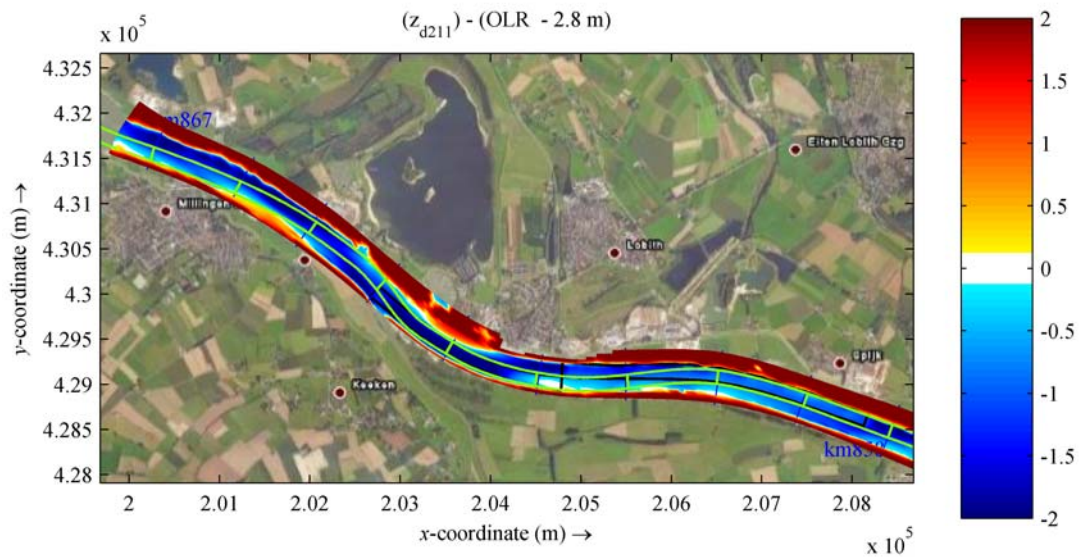 (z_d211) - (OLR - 2.8 m)
x 10^5
2
4.325
4.32
4.315
4.31
4.305
4.3
4.295
4.29
4.285
4.28
y-coordinate (m) →
km867
Millingen
Lobith
Spijk
Keeken
km858
1.5
1
0.5
0
-0.5
-1
-1.5
-2
2
2.01
2.02
2.03
2.04
2.05
2.06
2.07
2.08
x-coordinate (m) →
x 10^5